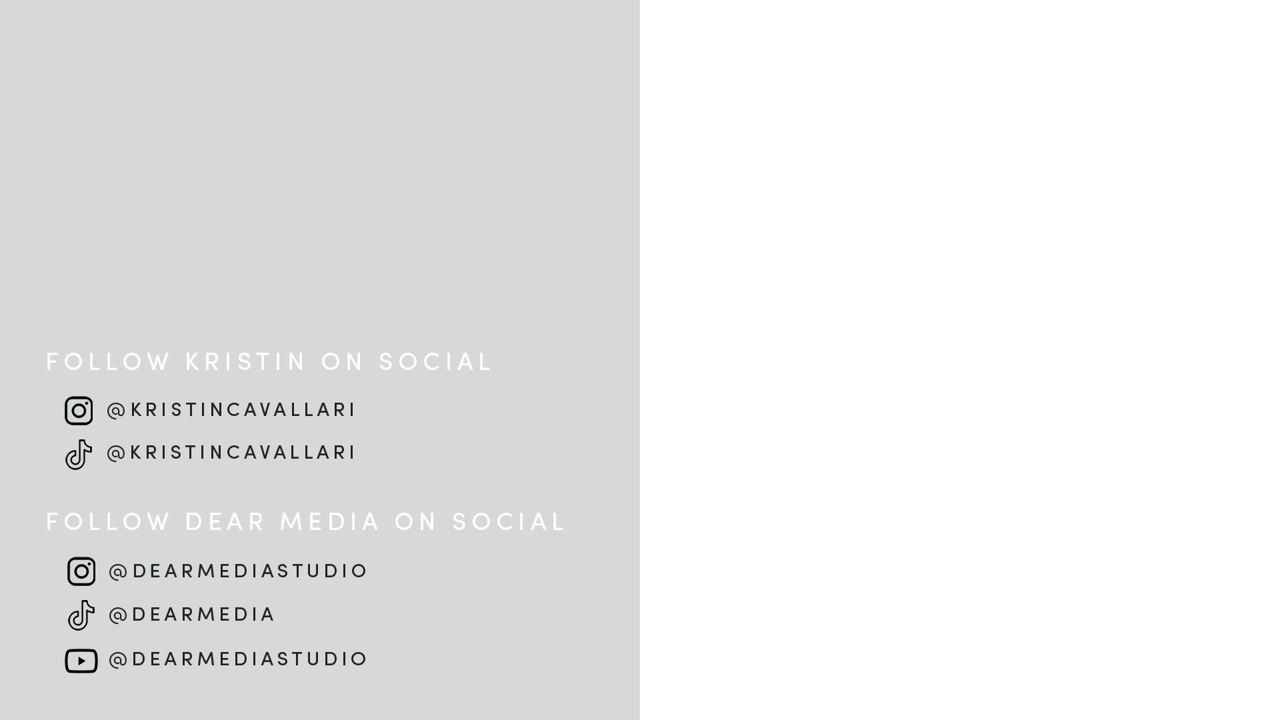 FOLLOW KRISTIN ON SOCIAL
@KRISTINCAVALLARI
@KRISTINCAVALLARI
FOLLOW DEAR MEDIA ON SOCIAL
@DEARMEDIASTUDIO
@DEARMEDIA
@DEARMEDIASTUDIO